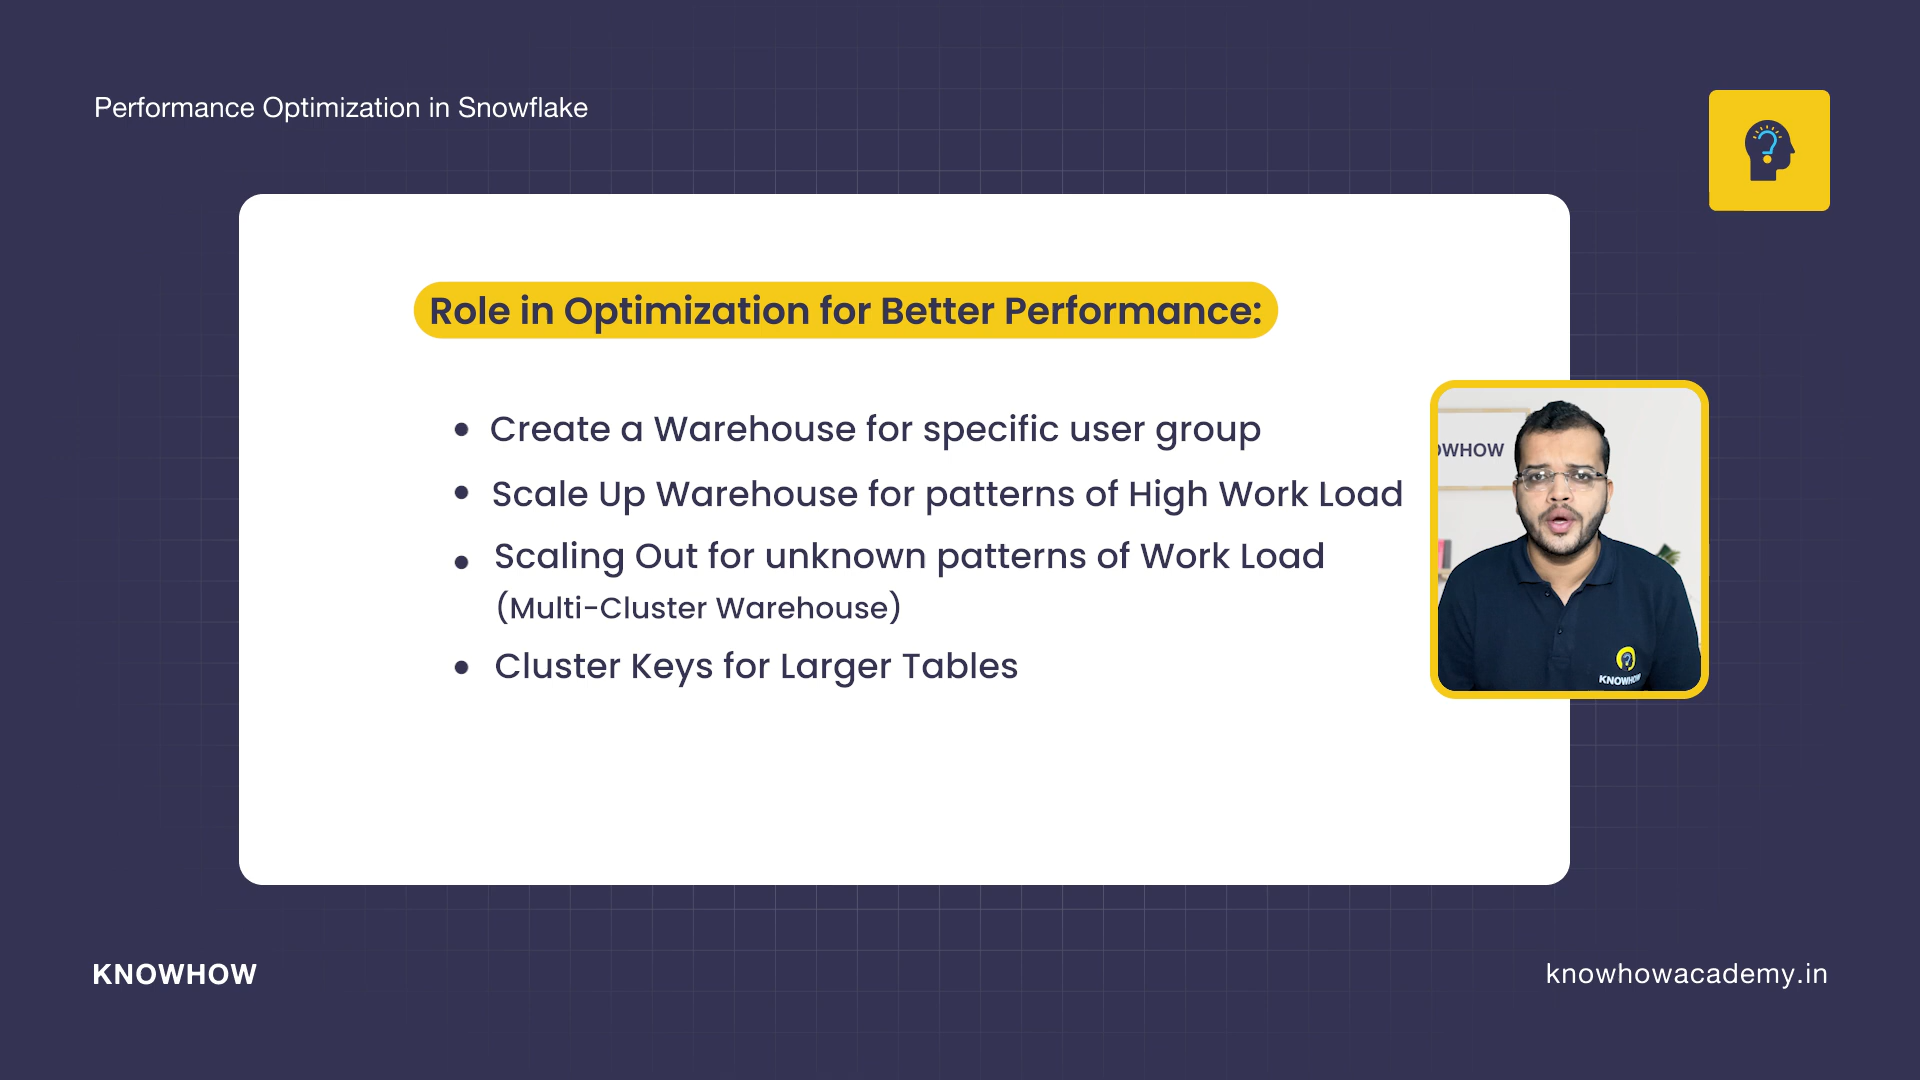 Performance Optimization in Snowflake
Role in Optimization for Better Performance:
• Create a Warehouse for specific user group
• Scale Up Warehouse for patterns of High Work Load
• Scaling Out for unknown patterns of Work Load
(Multi-Cluster Warehouse)
• Cluster Keys for Larger Tables
OWHOW
KNOWHOW
KNOWHOW
knowhowacademy.in